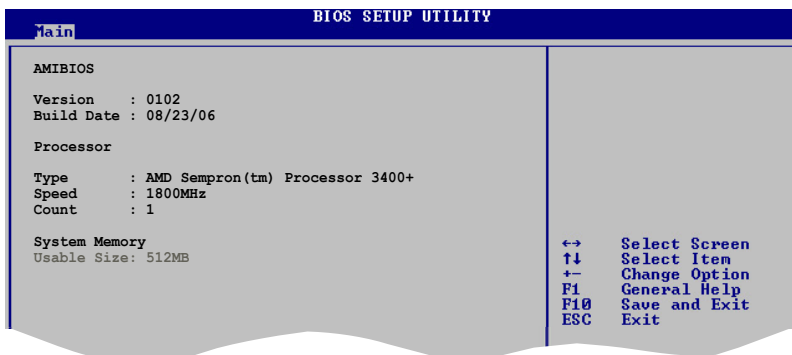 BIOS SETUP UTILITY
Main
AMIBIOS
Version : 0102
Build Date : 08/23/06
Processor
Type : AMD Sempron(tm) Processor 3400+
Speed : 1800MHz
Count : 1
System Memory
Usable Size: 512MB
←→ Select Screen
↑↓ Select Item
+- Change Option
F1 General Help
F10 Save and Exit
ESC Exit